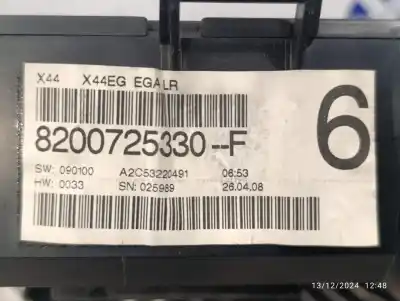 X44 X44EG EGALR
8200725330--F
6
SW: 090100 A2C53220491 06:53
HW: 0033 SN: 025989 26.04.08
13/12/2024 12:48